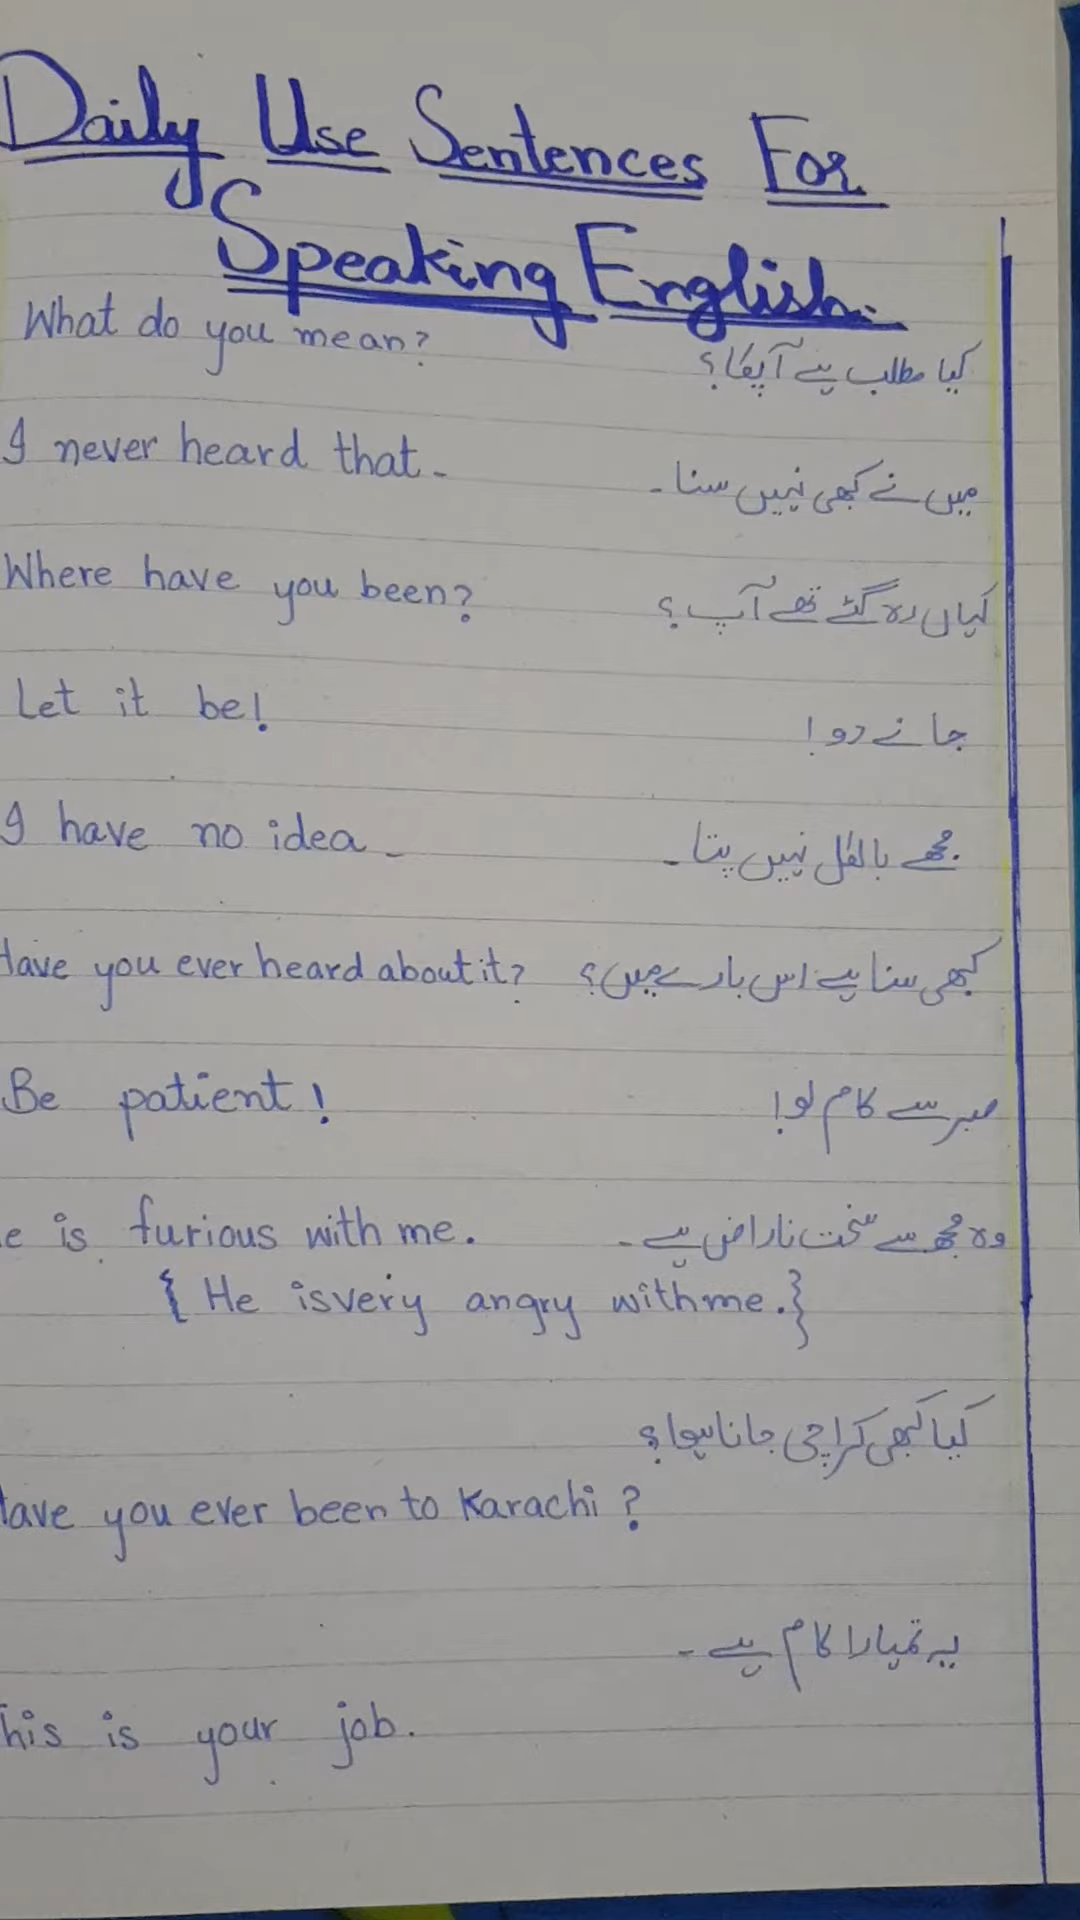 Daily Use Sentences For
Speaking English.
What do you mean? کیا مطلب ہے آپکا؟
I never heard that. میں نے کبھی نہیں سنا۔
Where have you been? کہاں رہ گئے تھے آپ؟
Let it be! جانے دو!
I have no idea. مجھے بالکل نہیں پتا۔
Have you ever heard about it? کبھی سنا ہے اس بارے میں؟
Be patient! صبر سے کام لو!
e is furious with me. وہ مجھ سے سخت ناراض ہے۔
{ He is very angry with me. }
کیا کبھی کراچی جانا ہوا؟
Have you ever been to Karachi?
یہ تمہارا کام ہے۔
his is your job.